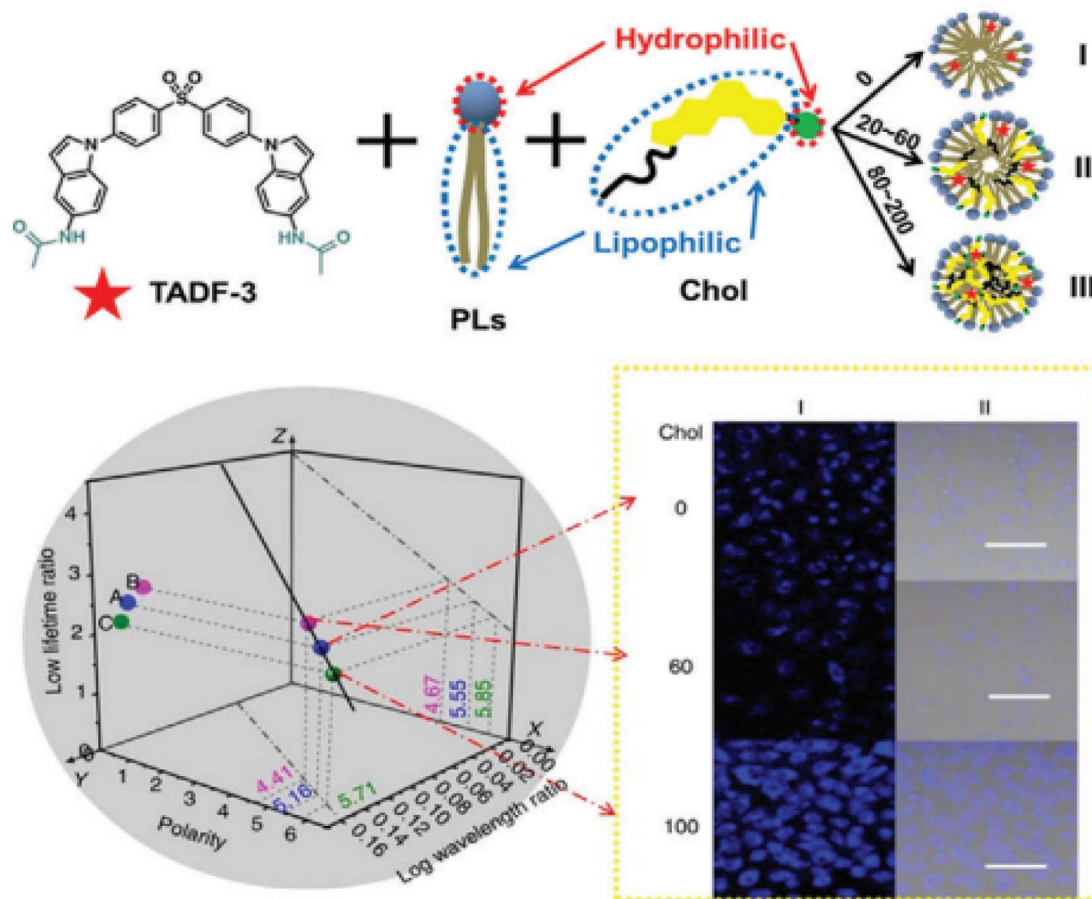 O O
S
N
N
NH
O
HN
O
TADF-3
+
PLs
+
Hydrophilic
Lipophilic
Chol
0
20~60
80~200
I
II
III
Z
4
3
2
1
0
Low lifetime ratio
B
A
C
Y
1
2
3
4
5
6
Polarity
4.67
5.55
5.85
4.41
5.16
5.71
X
0.00
0.02
0.04
0.06
0.08
0.10
0.12
0.14
0.16
Log wavelength ratio
I II
Chol
0
60
100